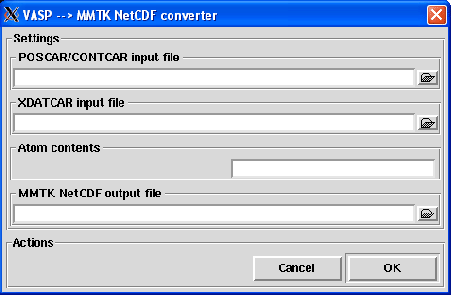 VASP --> MMTK NetCDF converter
Settings
POSCAR/CONTCAR input file
XDATCAR input file
Atom contents
MMTK NetCDF output file
Actions
Cancel OK